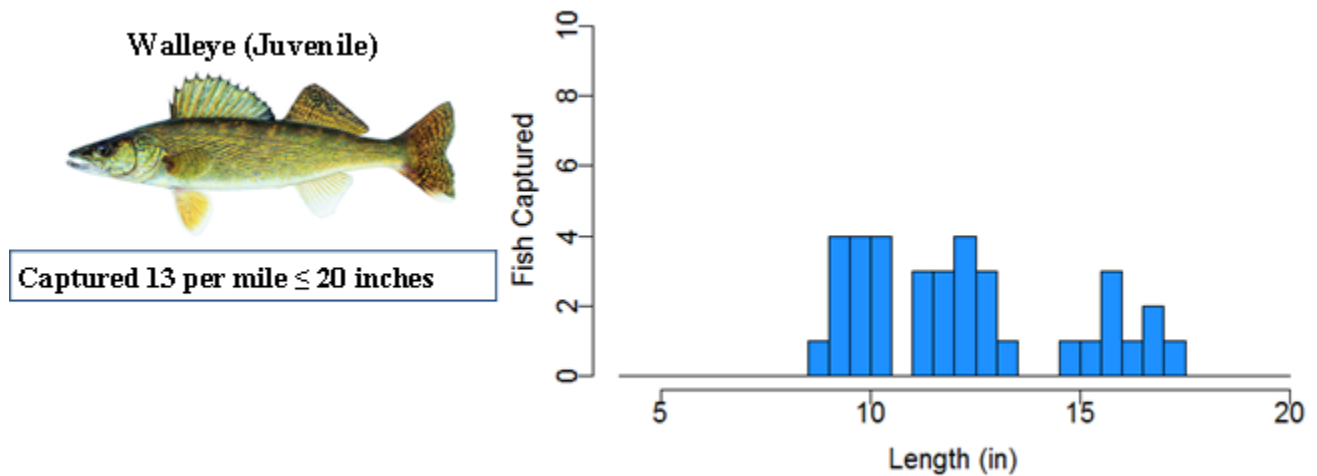 Walleye (Juvenile)
Captured 13 per mile ≤ 20 inches
Fish Captured
10
8
6
4
2
0
5 10 15 20
Length (in)